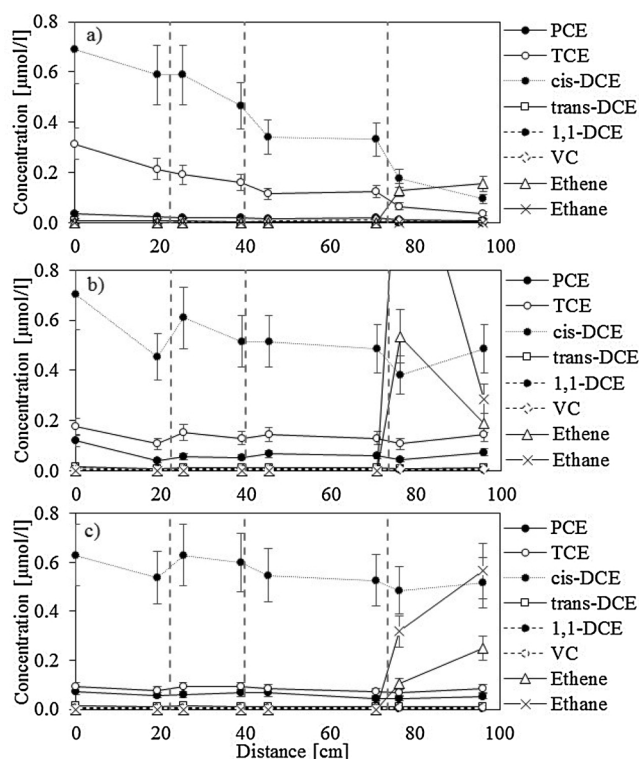 a)
Concentration [µmol/l]
0.8
0.6
0.4
0.2
0.0
0 20 40 60 80 100
PCE
TCE
cis-DCE
trans-DCE
1,1-DCE
VC
Ethene
Ethane
b)
Concentration [µmol/l]
0.8
0.6
0.4
0.2
0.0
0 20 40 60 80 100
PCE
TCE
cis-DCE
trans-DCE
1,1-DCE
VC
Ethene
Ethane
c)
Concentration [µmol/l]
0.8
0.6
0.4
0.2
0.0
0 20 40 60 80 100
Distance [cm]
PCE
TCE
cis-DCE
trans-DCE
1,1-DCE
VC
Ethene
Ethane